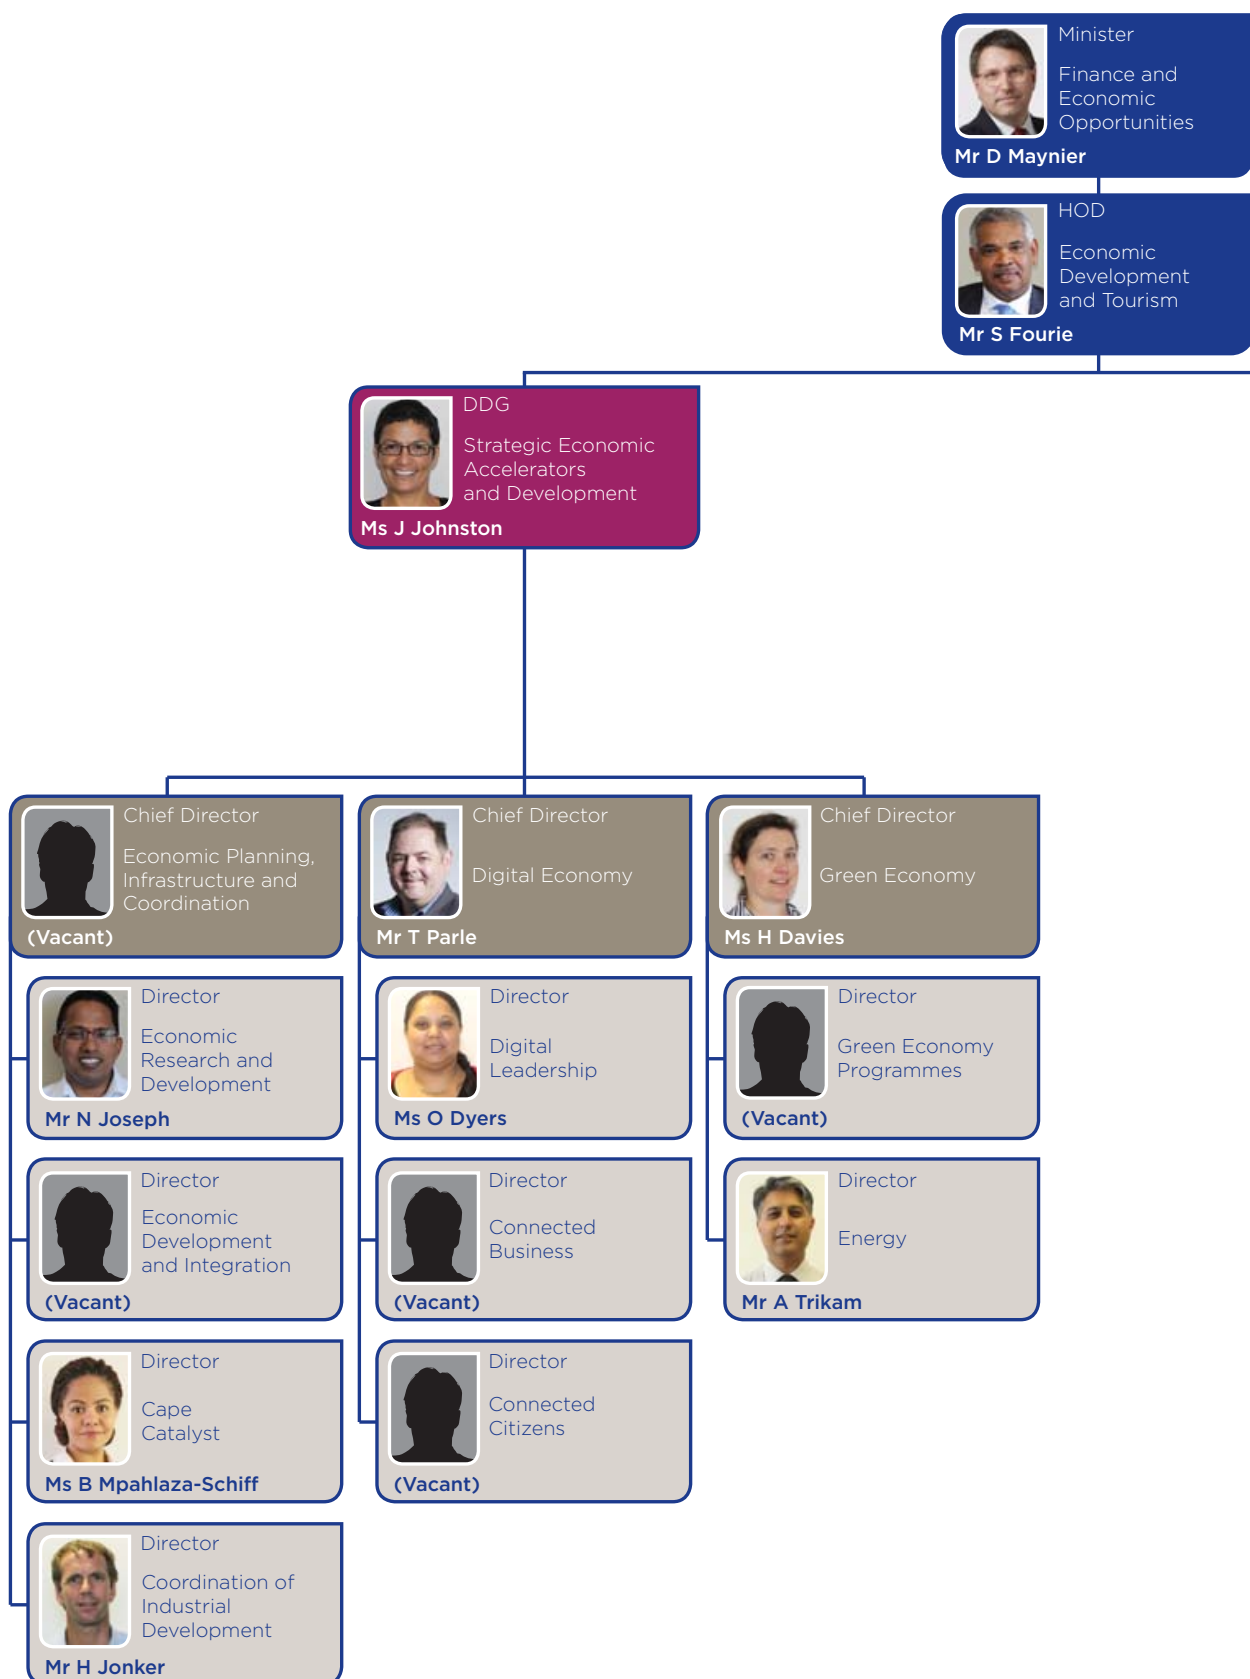 Minister
Finance and
Economic
Opportunities
Mr D Maynier
HOD
Economic
Development
and Tourism
Mr S Fourie
DDG
Strategic Economic
Accelerators
and Development
Ms J Johnston
Chief Director
Economic Planning,
Infrastructure and
Coordination
(Vacant)
Director
Economic
Research and
Development
Mr N Joseph
Director
Economic
Development
and Integration
(Vacant)
Director
Cape
Catalyst
Ms B Mpahlaza-Schiff
Director
Coordination of
Industrial
Development
Mr H Jonker
Chief Director
Digital Economy
Mr T Parle
Director
Digital
Leadership
Ms O Dyers
Director
Connected
Business
(Vacant)
Director
Connected
Citizens
(Vacant)
Chief Director
Green Economy
Ms H Davies
Director
Green Economy
Programmes
(Vacant)
Director
Energy
Mr A Trikam